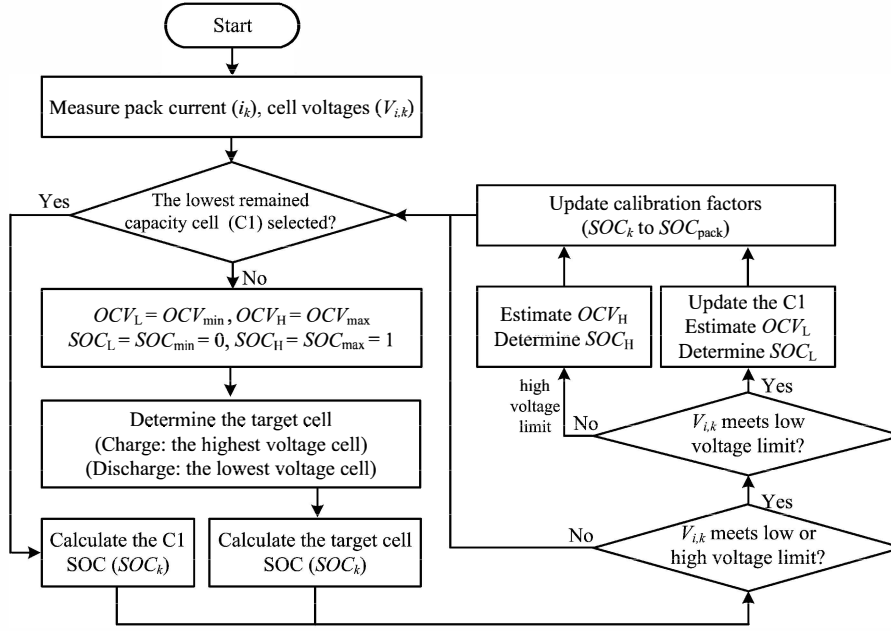 Start
Measure pack current (i_k), cell voltages (V_{i,k})
Yes
The lowest remained
capacity cell (C1) selected?
No
OCV_L = OCV_min, OCV_H = OCV_max
SOC_L = SOC_min = 0, SOC_H = SOC_max = 1
Determine the target cell
(Charge: the highest voltage cell)
(Discharge: the lowest voltage cell)
Calculate the C1
SOC (SOC_k)
Calculate the target cell
SOC (SOC_k)
Update calibration factors
(SOC_k to SOC_pack)
Estimate OCV_H
Determine SOC_H
Update the C1
Estimate OCV_L
Determine SOC_L
high
voltage
limit
No
Yes
V_{i,k} meets low
voltage limit?
Yes
No
V_{i,k} meets low or
high voltage limit?